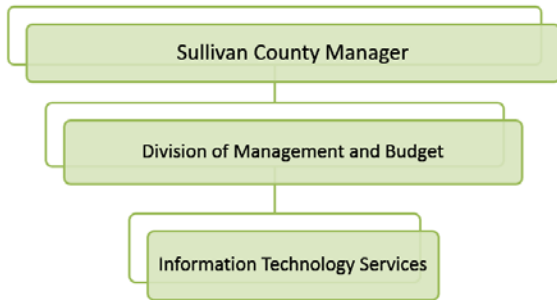 Sullivan County Manager
Division of Management and Budget
Information Technology Services